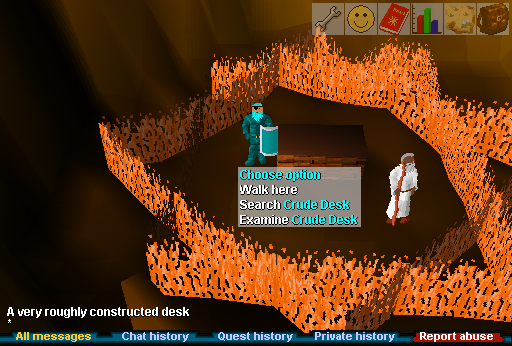 Choose option
Walk here
Search Crude Desk
Examine Crude Desk
A very roughly constructed desk
*
All messages Chat history Quest history Private history Report abuse